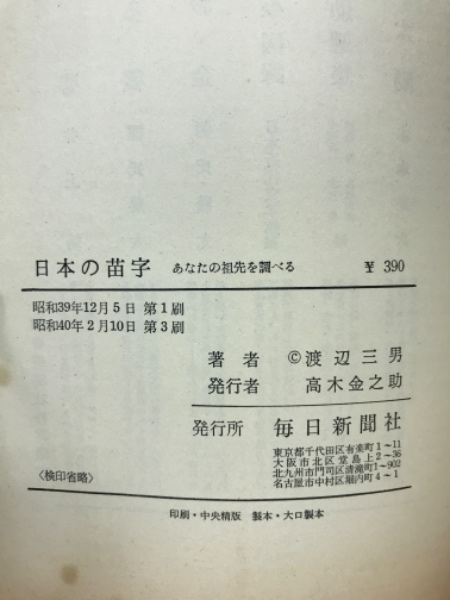 日本の苗字 あなたの祖先を調べる ¥ 390
昭和39年12月5日 第1刷
昭和40年2月10日 第3刷
著者 ©渡辺三男
発行者 高木金之助
発行所 毎日新聞社
東京都千代田区有楽町1~11
大阪市北区堂島上2~36
北九州市門司区清滝町1~902
名古屋市中村区堀内町4~1
〈検印省略〉
印刷・中央精版 製本・大口製本